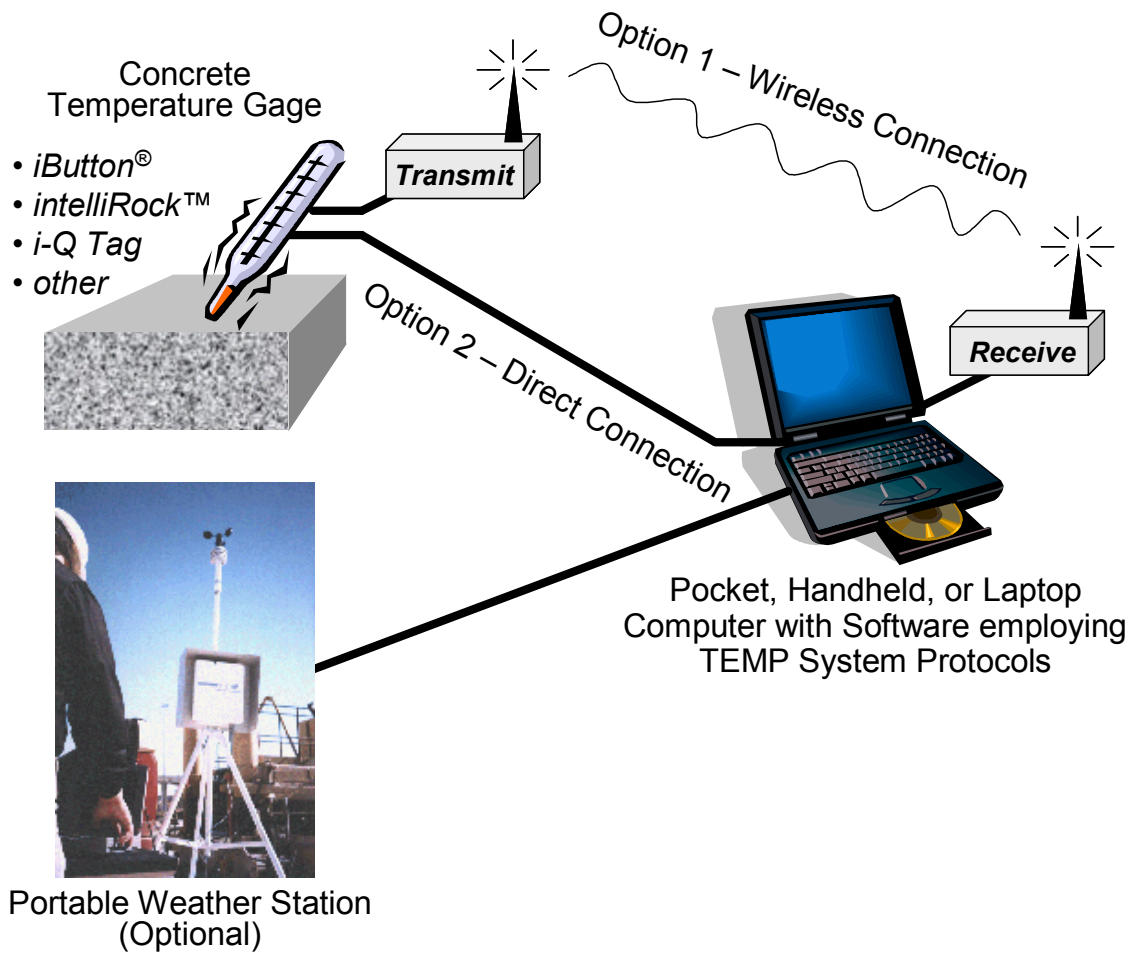 Concrete
Temperature Gage
• iButton®
• intelliRock™
• i-Q Tag
• other
Transmit
Option 1 – Wireless Connection
Receive
Option 2 – Direct Connection
Pocket, Handheld, or Laptop
Computer with Software employing
TEMP System Protocols
Portable Weather Station
(Optional)